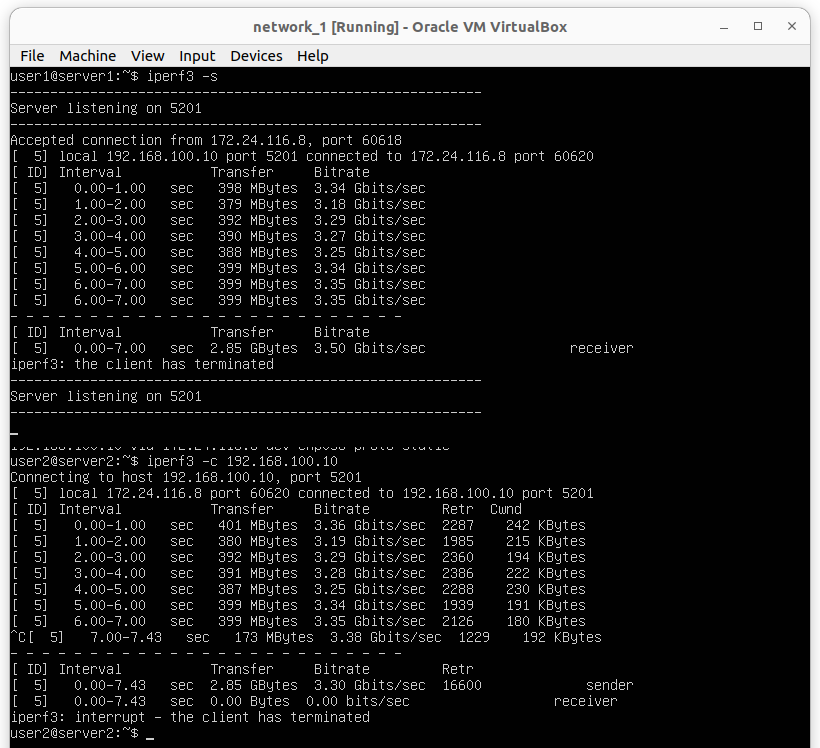 network_1 [Running] - Oracle VM VirtualBox
File Machine View Input Devices Help
user1@server1:~$ iperf3 -s
-----------------------------------------------------------
Server listening on 5201
-----------------------------------------------------------
Accepted connection from 172.24.116.8, port 60618
[  5] local 192.168.100.10 port 5201 connected to 172.24.116.8 port 60620
[ ID] Interval           Transfer     Bitrate
[  5]   0.00-1.00   sec   398 MBytes  3.34 Gbits/sec
[  5]   1.00-2.00   sec   379 MBytes  3.18 Gbits/sec
[  5]   2.00-3.00   sec   392 MBytes  3.29 Gbits/sec
[  5]   3.00-4.00   sec   390 MBytes  3.27 Gbits/sec
[  5]   4.00-5.00   sec   388 MBytes  3.25 Gbits/sec
[  5]   5.00-6.00   sec   399 MBytes  3.34 Gbits/sec
[  5]   6.00-7.00   sec   399 MBytes  3.35 Gbits/sec
[  5]   6.00-7.00   sec   399 MBytes  3.35 Gbits/sec
- - - - - - - - - - - - - - - - - - - - - - - - -
[ ID] Interval           Transfer     Bitrate
[  5]   0.00-7.00   sec  2.85 GBytes  3.50 Gbits/sec                  receiver
iperf3: the client has terminated
-----------------------------------------------------------
Server listening on 5201
-----------------------------------------------------------
user2@server2:~$ iperf3 -c 192.168.100.10
Connecting to host 192.168.100.10, port 5201
[  5] local 172.24.116.8 port 60620 connected to 192.168.100.10 port 5201
[ ID] Interval           Transfer     Bitrate         Retr  Cwnd
[  5]   0.00-1.00   sec   401 MBytes  3.36 Gbits/sec  2287    242 KBytes
[  5]   1.00-2.00   sec   380 MBytes  3.19 Gbits/sec  1985    215 KBytes
[  5]   2.00-3.00   sec   392 MBytes  3.29 Gbits/sec  2360    194 KBytes
[  5]   3.00-4.00   sec   391 MBytes  3.28 Gbits/sec  2386    222 KBytes
[  5]   4.00-5.00   sec   387 MBytes  3.25 Gbits/sec  2288    230 KBytes
[  5]   5.00-6.00   sec   399 MBytes  3.34 Gbits/sec  1939    191 KBytes
[  5]   6.00-7.00   sec   399 MBytes  3.35 Gbits/sec  2126    180 KBytes
^C[  5]   7.00-7.43   sec   173 MBytes  3.38 Gbits/sec  1229    192 KBytes
- - - - - - - - - - - - - - - - - - - - - - - - -
[ ID] Interval           Transfer     Bitrate         Retr
[  5]   0.00-7.43   sec  2.85 GBytes  3.30 Gbits/sec  16600             sender
[  5]   0.00-7.43   sec  0.00 Bytes  0.00 bits/sec                  receiver
iperf3: interrupt - the client has terminated
user2@server2:~$ _